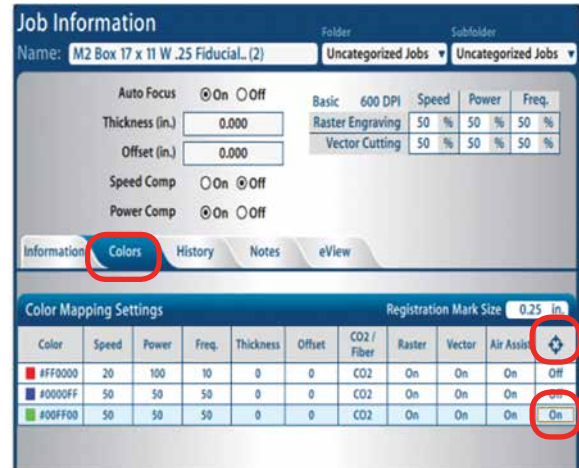 Job Information
Folder Subfolder
Name: M2 Box 17 x 11 W .25 Fiducial.. (2) Uncategorized Jobs Uncategorized Jobs
Auto Focus On Off
Thickness (in.) 0.000
Offset (in.) 0.000
Speed Comp On Off
Power Comp On Off
Basic 600 DPI Speed Power Freq.
Raster Engraving 50 % 50 % 50 %
Vector Cutting 50 % 50 % 50 %
Information Colors History Notes eView
Color Mapping Settings Registration Mark Size 0.25 in.
Color Speed Power Freq. Thickness Offset CO2 / Fiber Raster Vector Air Assist
#FF0000 20 100 10 0 0 CO2 On On On Off
#0000FF 50 50 50 0 0 CO2 On On On Off
#00FF00 50 50 50 0 0 CO2 On On On On